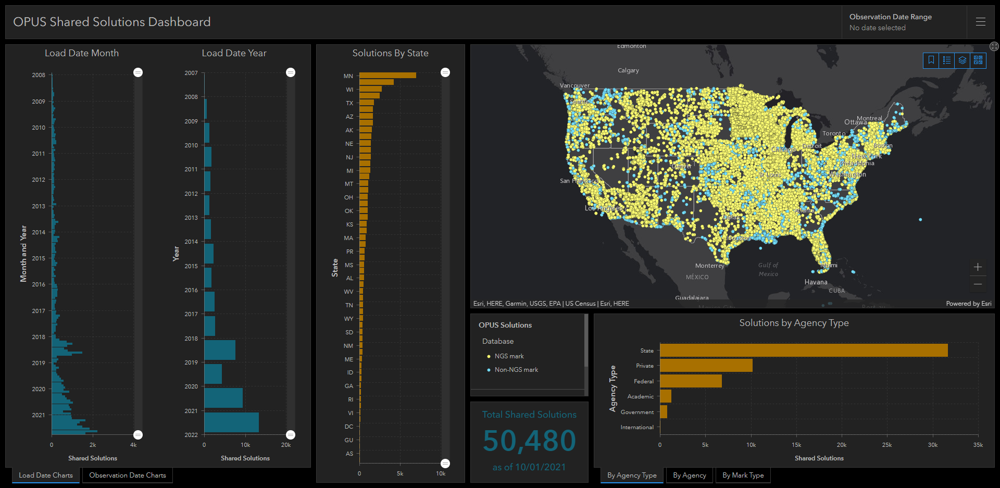 OPUS Shared Solutions Dashboard
Observation Date Range
No date selected
Load Date Month
Month and Year
2008
2009
2010
2011
2012
2013
2014
2015
2016
2017
2018
2019
2020
2021
0 2k 4k
Shared Solutions
Load Date Year
Year
2007
2008
2009
2010
2011
2012
2013
2014
2015
2016
2017
2018
2019
2020
2021
2022
0 10k 20k
Shared Solutions
Load Date Charts
Observation Date Charts
Solutions By State
State
MN
WI
TX
AZ
AK
NE
NJ
MI
MT
OH
OK
KS
MA
PR
MS
AL
WV
TN
WY
SD
NM
ME
ID
GA
RI
VI
DC
GU
AS
0 5k 10k
Edmonton
Calgary
Vancouver
Seattle
Montreal
Ottawa
Toronto
Boston
Detroit
Chicago
New York
Philadelphia
Denver
St Louis
Washington
San Francisco
Los Angeles
Atlanta
Dallas
Houston
Monterrey
Gulf of
Mexico
Miami
MÉXICO
Havana
CUBA
Guadalajara
Mexico City
Port-au
Esri, HERE, Garmin, USGS, EPA | US Census | Esri, HERE
Powered by Esri
OPUS Solutions
Database
NGS mark
Non-NGS mark
Total Shared Solutions
50,480
as of 10/01/2021
Solutions by Agency Type
Agency Type
State
Private
Federal
Academic
Government
International
0 5k 10k 15k 20k 25k 30k 35k
Shared Solutions
By Agency Type
By Agency
By Mark Type